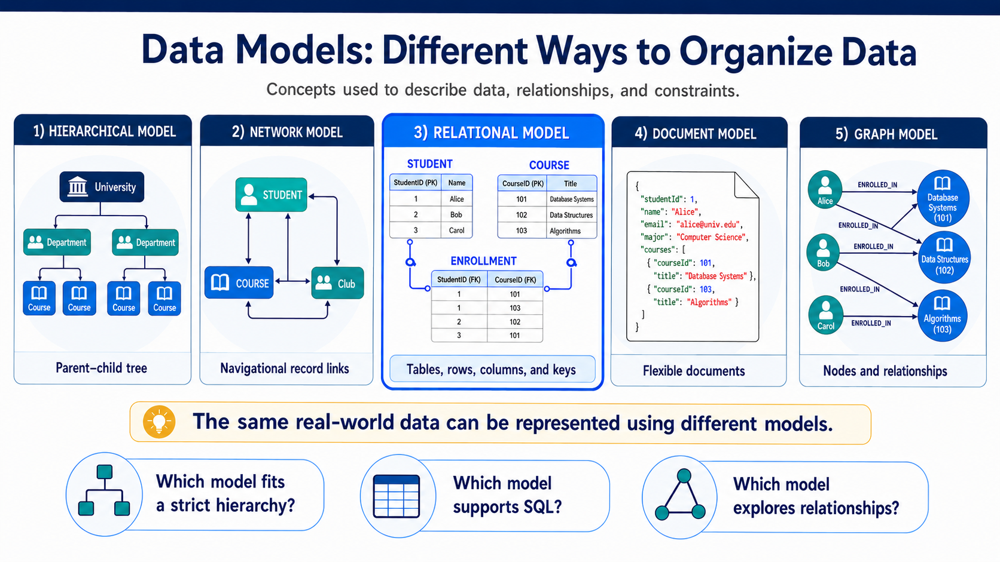 Data Models: Different Ways to Organize Data
Concepts used to describe data, relationships, and constraints.
1) HIERARCHICAL MODEL
University
Department
Department
Course
Course
Course
Course
Parent–child tree
2) NETWORK MODEL
STUDENT
COURSE
Club
Navigational record links
3) RELATIONAL MODEL
STUDENT
StudentID (PK) Name
1 Alice
2 Bob
3 Carol
COURSE
CourseID (PK) Title
101 Database Systems
102 Data Structures
103 Algorithms
ENROLLMENT
StudentID (FK) CourseID (FK)
1 101
1 103
2 102
3 101
Tables, rows, columns, and keys
4) DOCUMENT MODEL
{
"studentId": 1,
"name": "Alice",
"email": "alice@univ.edu",
"major": "Computer Science",
"courses": [
{ "courseId": 101,
"title": "Database Systems" },
{ "courseId": 103,
"title": "Algorithms" }
]
}
Flexible documents
5) GRAPH MODEL
Alice
ENROLLED_IN
Database
Systems
(101)
ENROLLED_IN
Bob
ENROLLED_IN
Data Structures
(102)
ENROLLED_IN
Carol
ENROLLED_IN
Algorithms
(103)
Nodes and relationships
The same real-world data can be represented using different models.
Which model fits
a strict hierarchy?
Which model
supports SQL?
Which model
explores relationships?